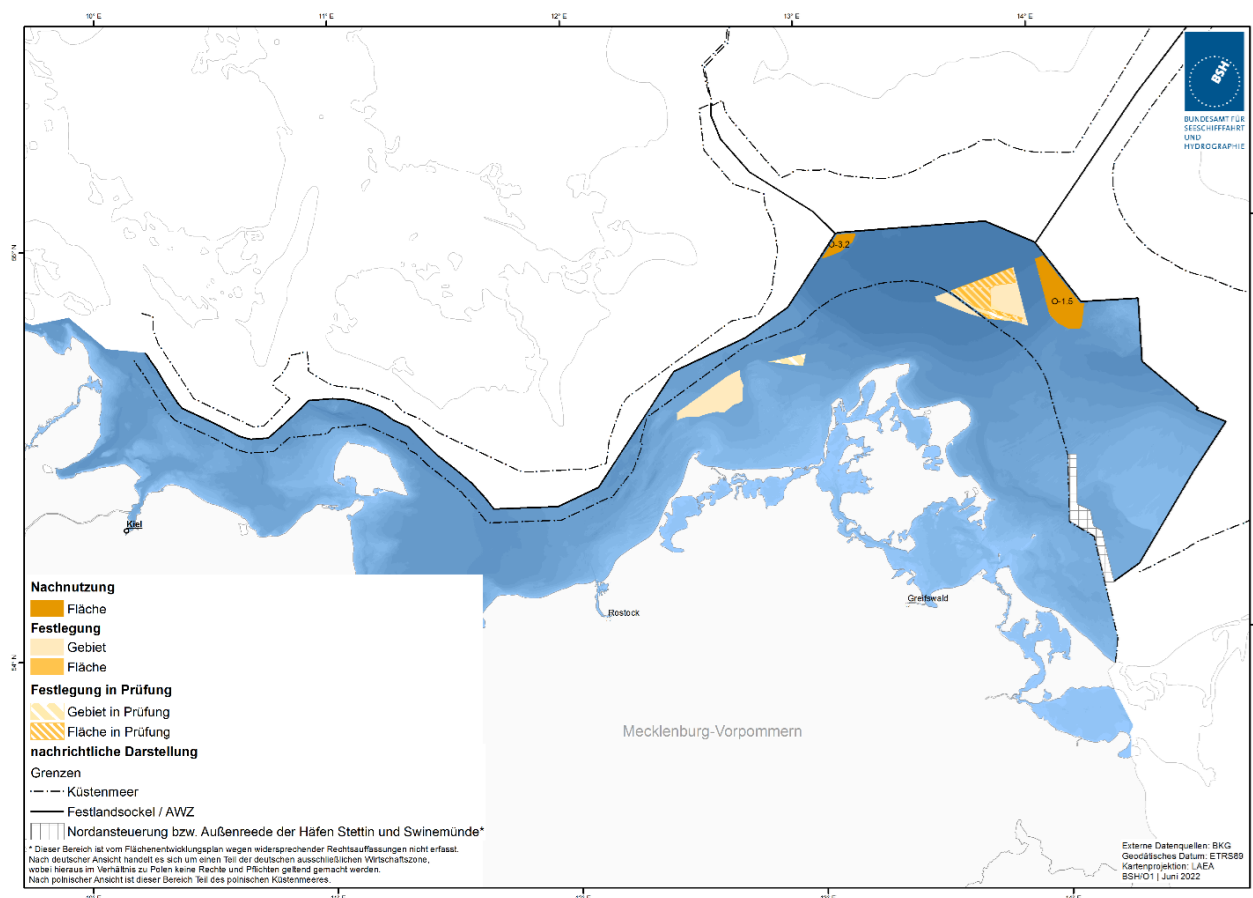 10° E 11° E 12° E 13° E 14° E
BSH
BUNDESAMT FÜR
SEESCHIFFFAHRT
UND
HYDROGRAPHIE
O-3.2
O-1.5
Kiel
Rostock
Greifswald
Mecklenburg-Vorpommern
54° N
Nachnutzung
Fläche
Festlegung
Gebiet
Fläche
Festlegung in Prüfung
Gebiet in Prüfung
Fläche in Prüfung
nachrichtliche Darstellung
Grenzen
Küstenmeer
Festlandsockel / AWZ
Nordansteuerung bzw. Außenreede der Häfen Stettin und Swinemünde*
* Dieser Bereich ist vom Flächenentwicklungsplan wegen widersprechender Rechtsauffassungen nicht erfasst.
Nach deutscher Ansicht handelt es sich um einen Teil der deutschen ausschließlichen Wirtschaftszone,
wobei hieraus im Verhältnis zu Polen keine Rechte und Pflichten geltend gemacht werden.
Nach polnischer Ansicht ist dieser Bereich Teil des polnischen Küstenmeeres.
Externe Datenquellen: BKG
Geodätisches Datum: ETRS89
Kartenprojektion: LAEA
BSH/O1 | Juni 2022